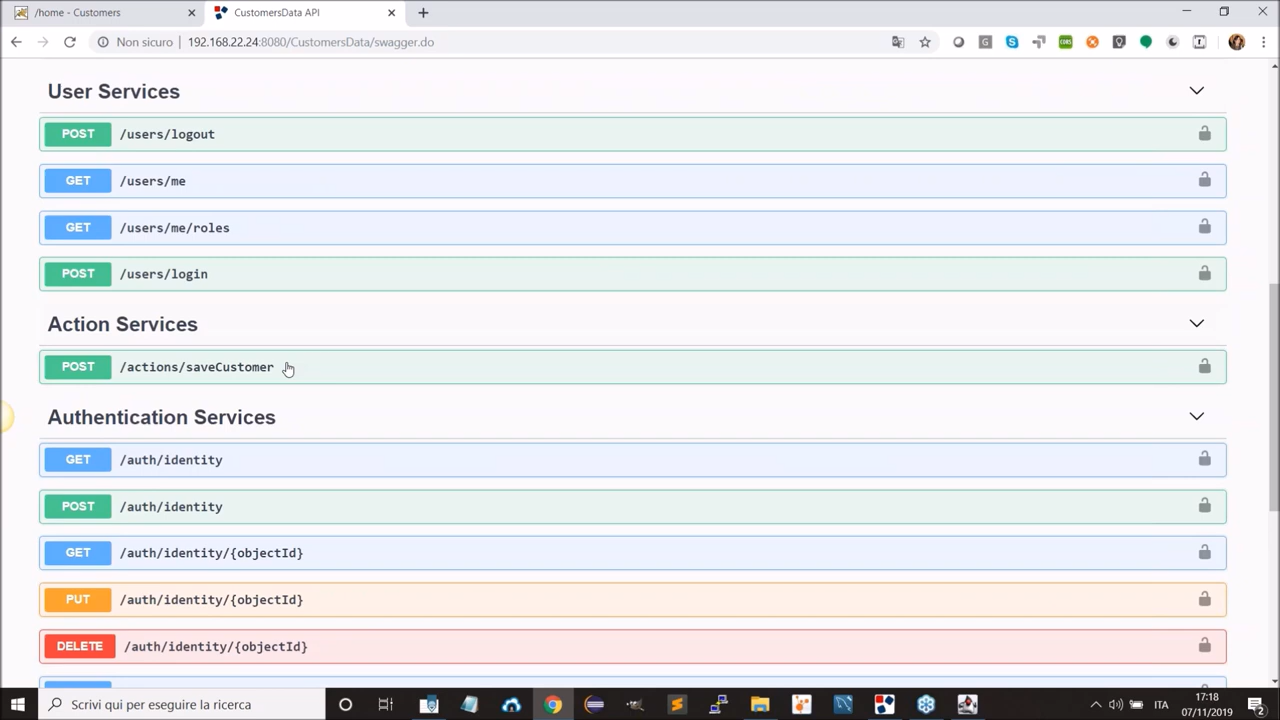 /home - Customers
CustomersData API
Non sicuro
192.168.22.24:8080/CustomersData/swagger.do
User Services
POST /users/logout
GET /users/me
GET /users/me/roles
POST /users/login
Action Services
POST /actions/saveCustomer
Authentication Services
GET /auth/identity
POST /auth/identity
GET /auth/identity/{objectId}
PUT /auth/identity/{objectId}
DELETE /auth/identity/{objectId}
Scrivi qui per eseguire la ricerca
ITA
17:18
07/11/2019
2